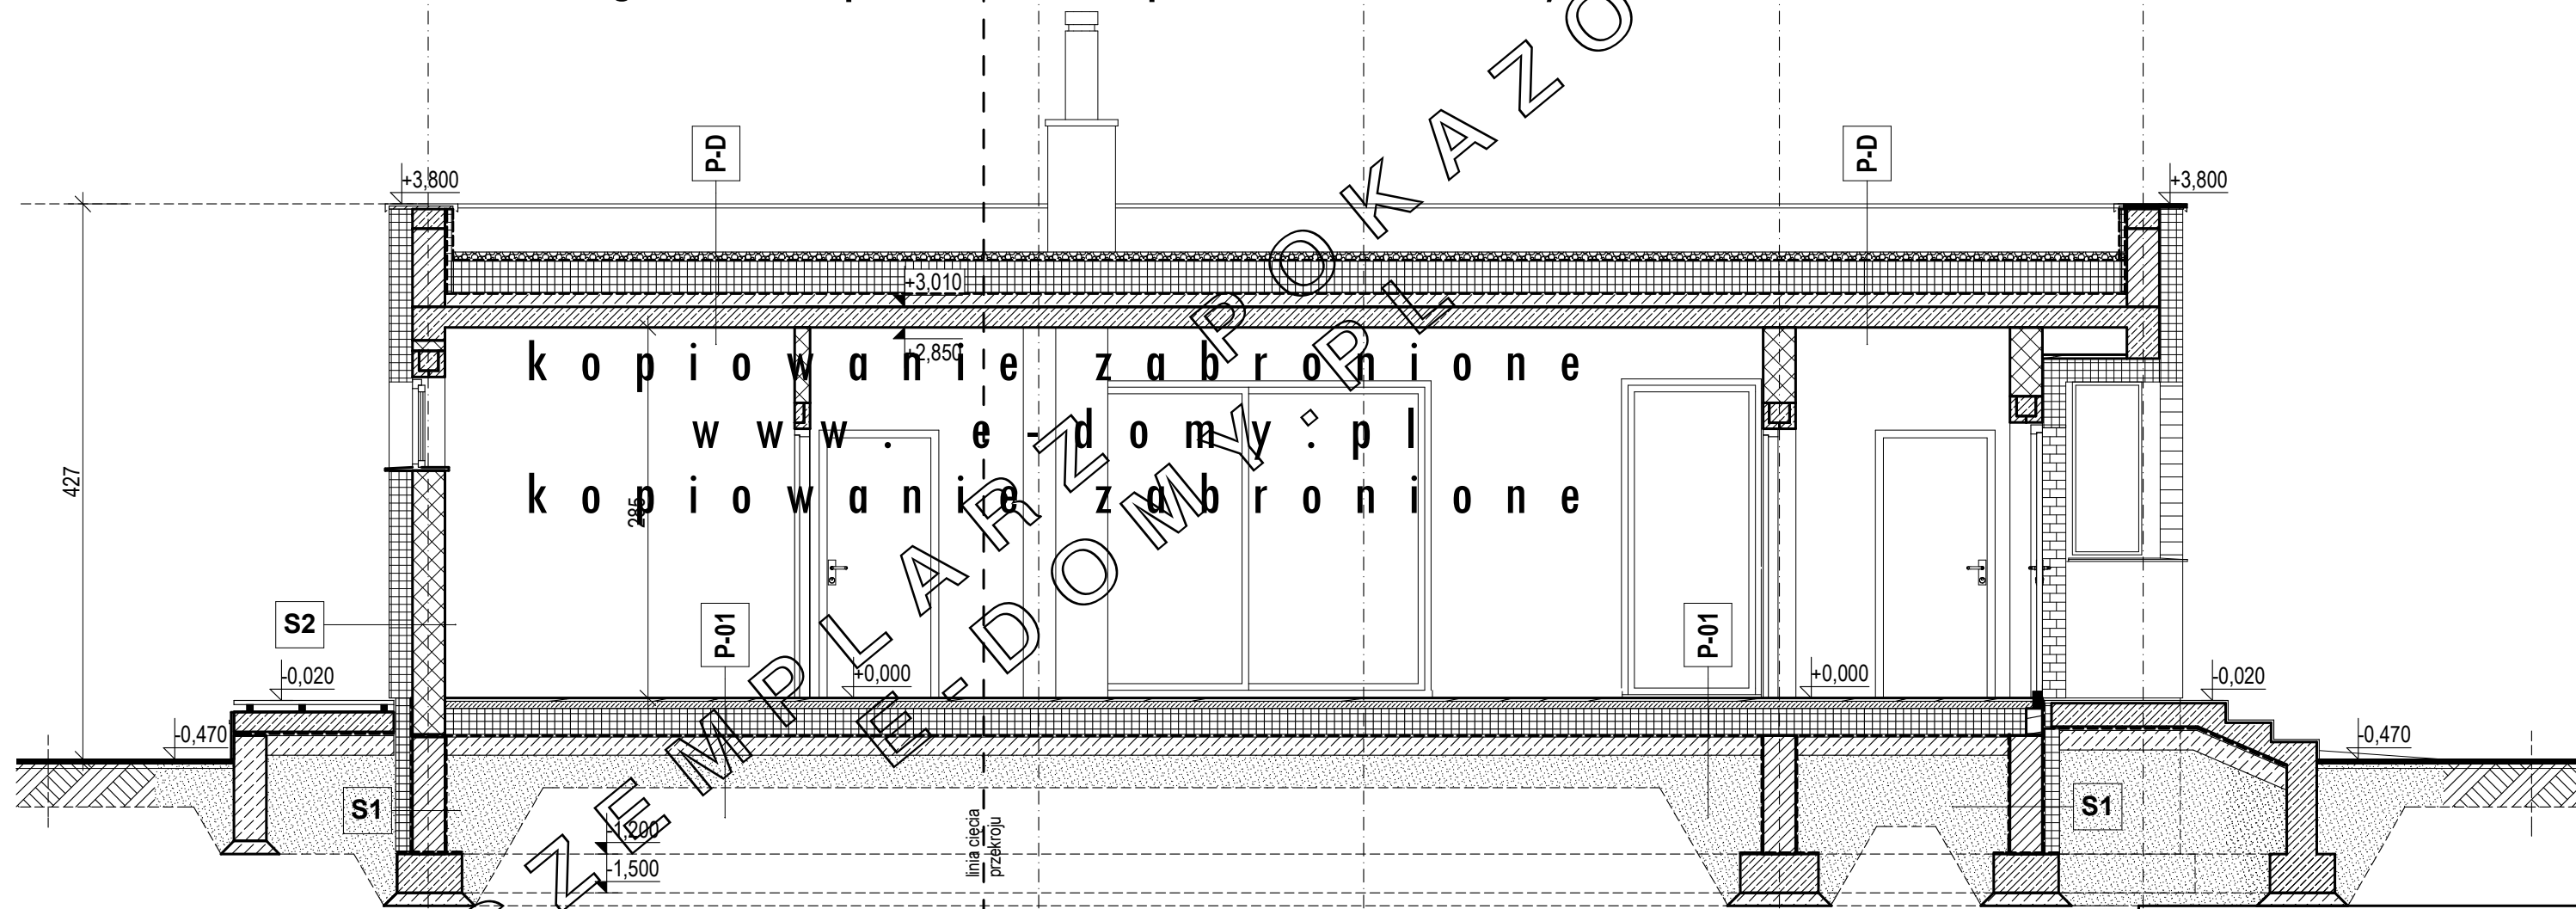 P-D
P-D
+3,800
+3,800
+3,010
+2,850
kopiowanie zabronione
www.e-domy.pl
kopiowanie zabronione
427
285
S2
P-01
P-01
-0,020
+0,000
+0,000
-0,020
-0,470
-0,470
S1
S1
-1,200
-1,500
linia cięcia
przekroju
POKAZO
ZEMPLARZ
E-DOMY.PL